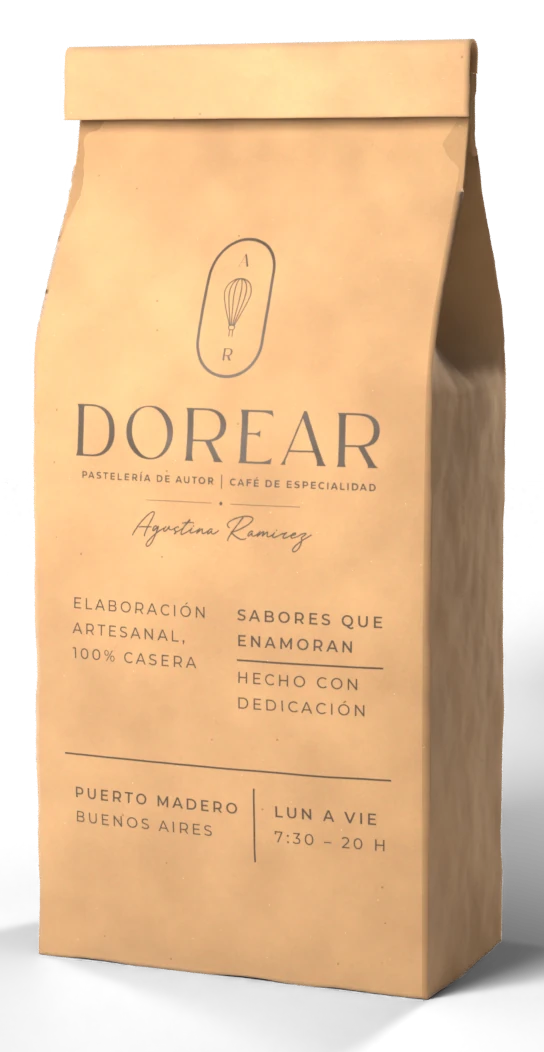 A
R
DOREAR
PASTELERÍA DE AUTOR | CAFÉ DE ESPECIALIDAD
Agustina Ramirez
ELABORACIÓN
ARTESANAL,
100% CASERA
SABORES QUE
ENAMORAN
HECHO CON
DEDICACIÓN
PUERTO MADERO
BUENOS AIRES
LUN A VIE
7:30 – 20 H